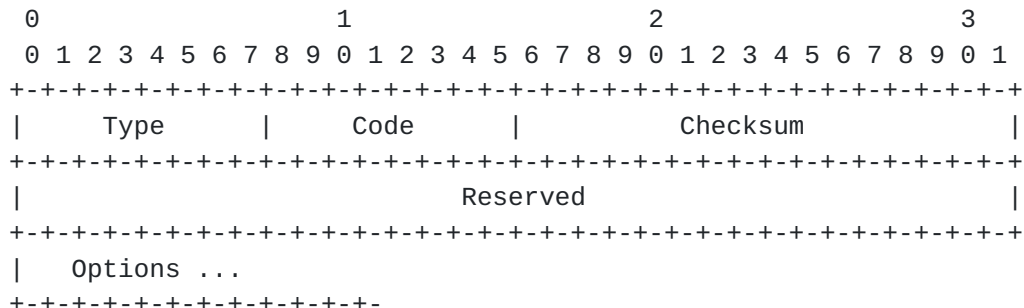 0                   1                   2                   3
 0 1 2 3 4 5 6 7 8 9 0 1 2 3 4 5 6 7 8 9 0 1 2 3 4 5 6 7 8 9 0 1
+-+-+-+-+-+-+-+-+-+-+-+-+-+-+-+-+-+-+-+-+-+-+-+-+-+-+-+-+-+-+-+-+
|     Type      |     Code      |          Checksum             |
+-+-+-+-+-+-+-+-+-+-+-+-+-+-+-+-+-+-+-+-+-+-+-+-+-+-+-+-+-+-+-+-+
|                            Reserved                           |
+-+-+-+-+-+-+-+-+-+-+-+-+-+-+-+-+-+-+-+-+-+-+-+-+-+-+-+-+-+-+-+-+
|   Options ...
+-+-+-+-+-+-+-+-+-+-+-+-